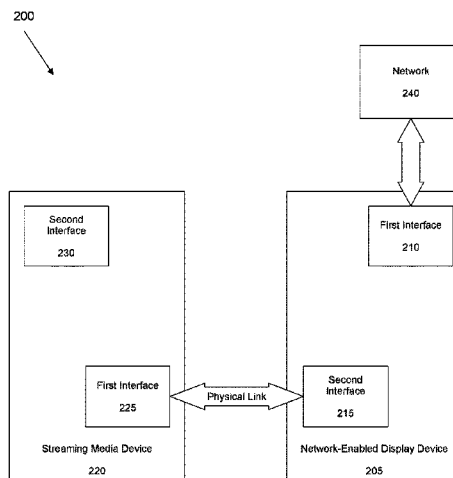 200
Network
240
Second
Interface
230
First Interface
210
First Interface
225
Physical Link
Second
Interface
215
Streaming Media Device
220
Network-Enabled Display Device
205